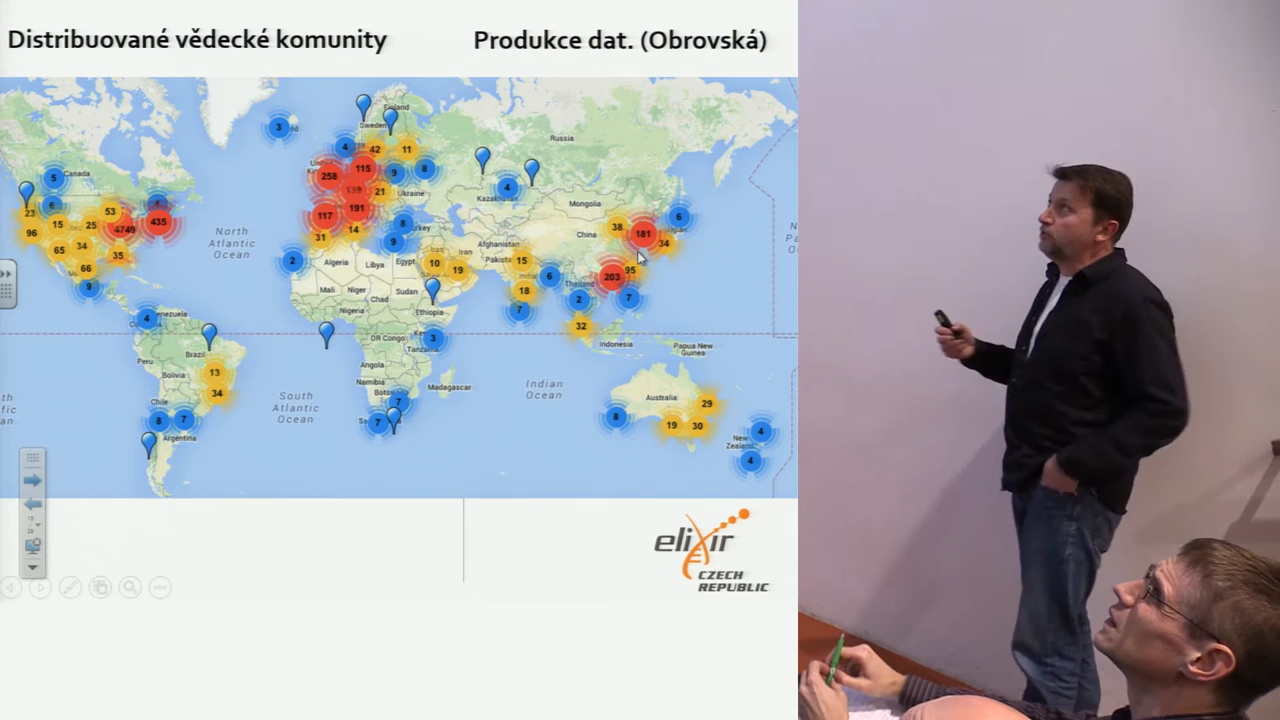 Distribuované vědecké komunity
Produkce dat. (Obrovská)
Finland
Sweden
Russia
Canada
Ukraine
Kazakhstan
Mongolia
China
North
Atlantic
Ocean
Afghanistan
Iran
Pakistan
Algeria
Libya
Egypt
Mali
Niger
Chad
Sudan
Nigeria
Ethiopia
Thailand
Venezuela
DR Congo
Tanzania
Indonesia
Papua New
Guinea
Brazil
Peru
Bolivia
Angola
Namibia
Madagascar
Chile
Argentina
South
Atlantic
Ocean
Indian
Ocean
Australia
New
Zealand
3
4
42
11
258
115
9
8
139
21
117
191
14
31
8
9
2
5
6
23
96
15
25
53
4749
435
65
34
35
66
9
4
13
34
8
7
10
19
3
7
7
4
15
18
7
6
38
181
34
6
203
95
2
7
32
8
29
19
30
4
4
elixir
CZECH
REPUBLIC